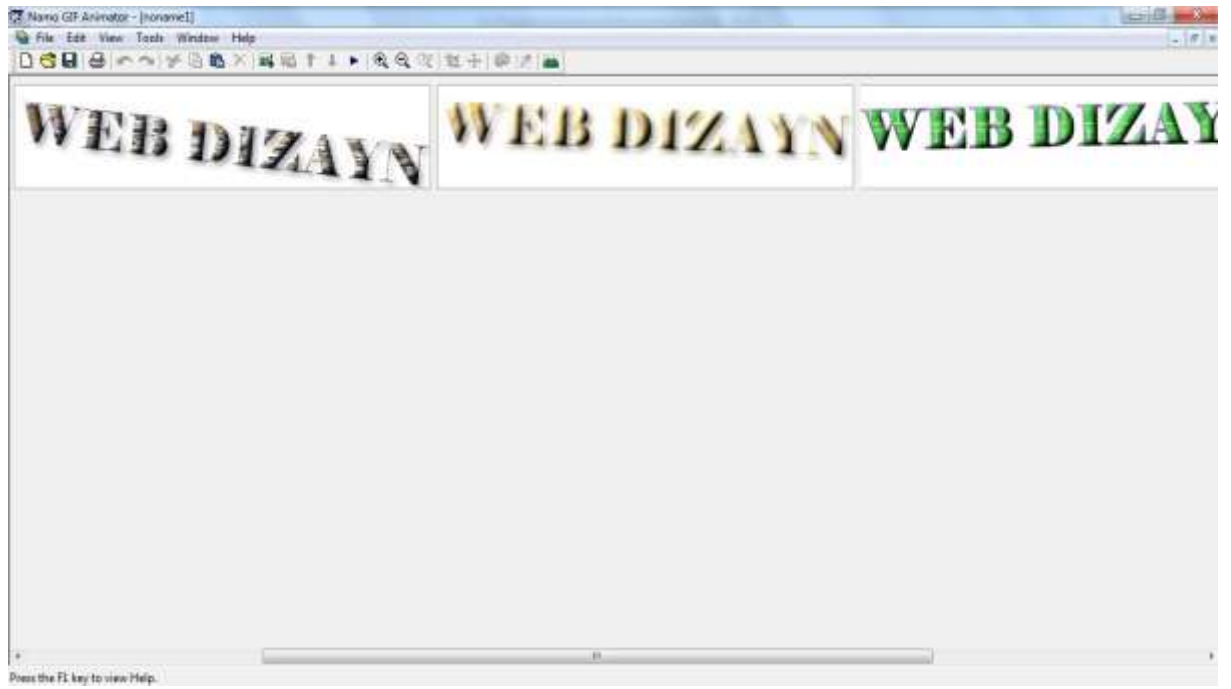 Namo GIF Animator - [noname1]
File Edit View Tools Window Help
WEB DIZAYN WEB DIZAYN WEB DIZAY
Press the F1 key to view Help.